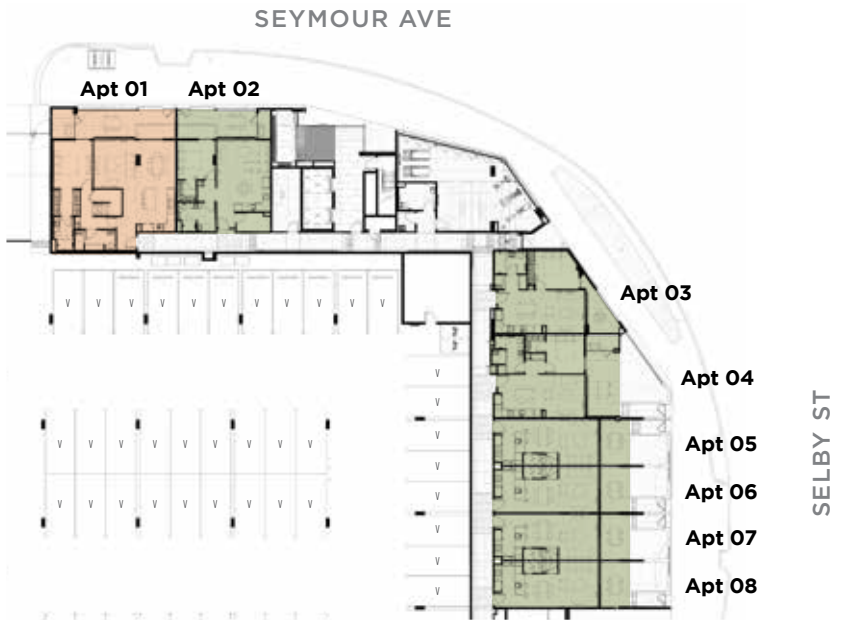 SEYMOUR AVE
Apt 01
Apt 02
Apt 03
Apt 04
Apt 05
Apt 06
Apt 07
Apt 08
SELBY ST
V V V V V V V V V V V
V
V
V
V
V
V
V
V
V V V V V V V V V
V V V V V V V V V